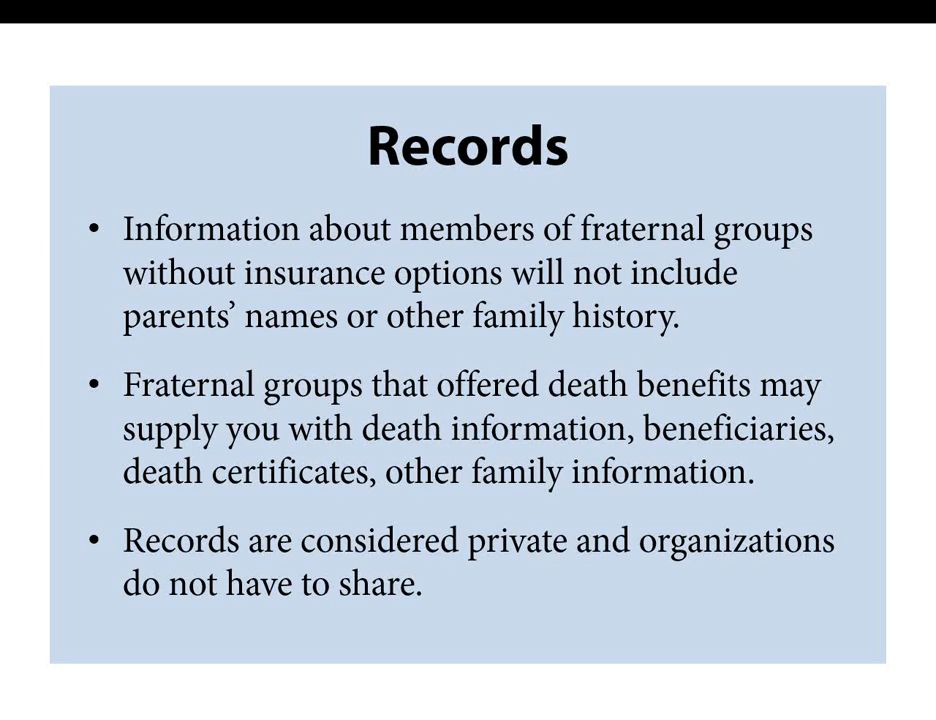 Records
• Information about members of fraternal groups
without insurance options will not include
parents’ names or other family history.
• Fraternal groups that offered death benefits may
supply you with death information, beneficiaries,
death certificates, other family information.
• Records are considered private and organizations
do not have to share.